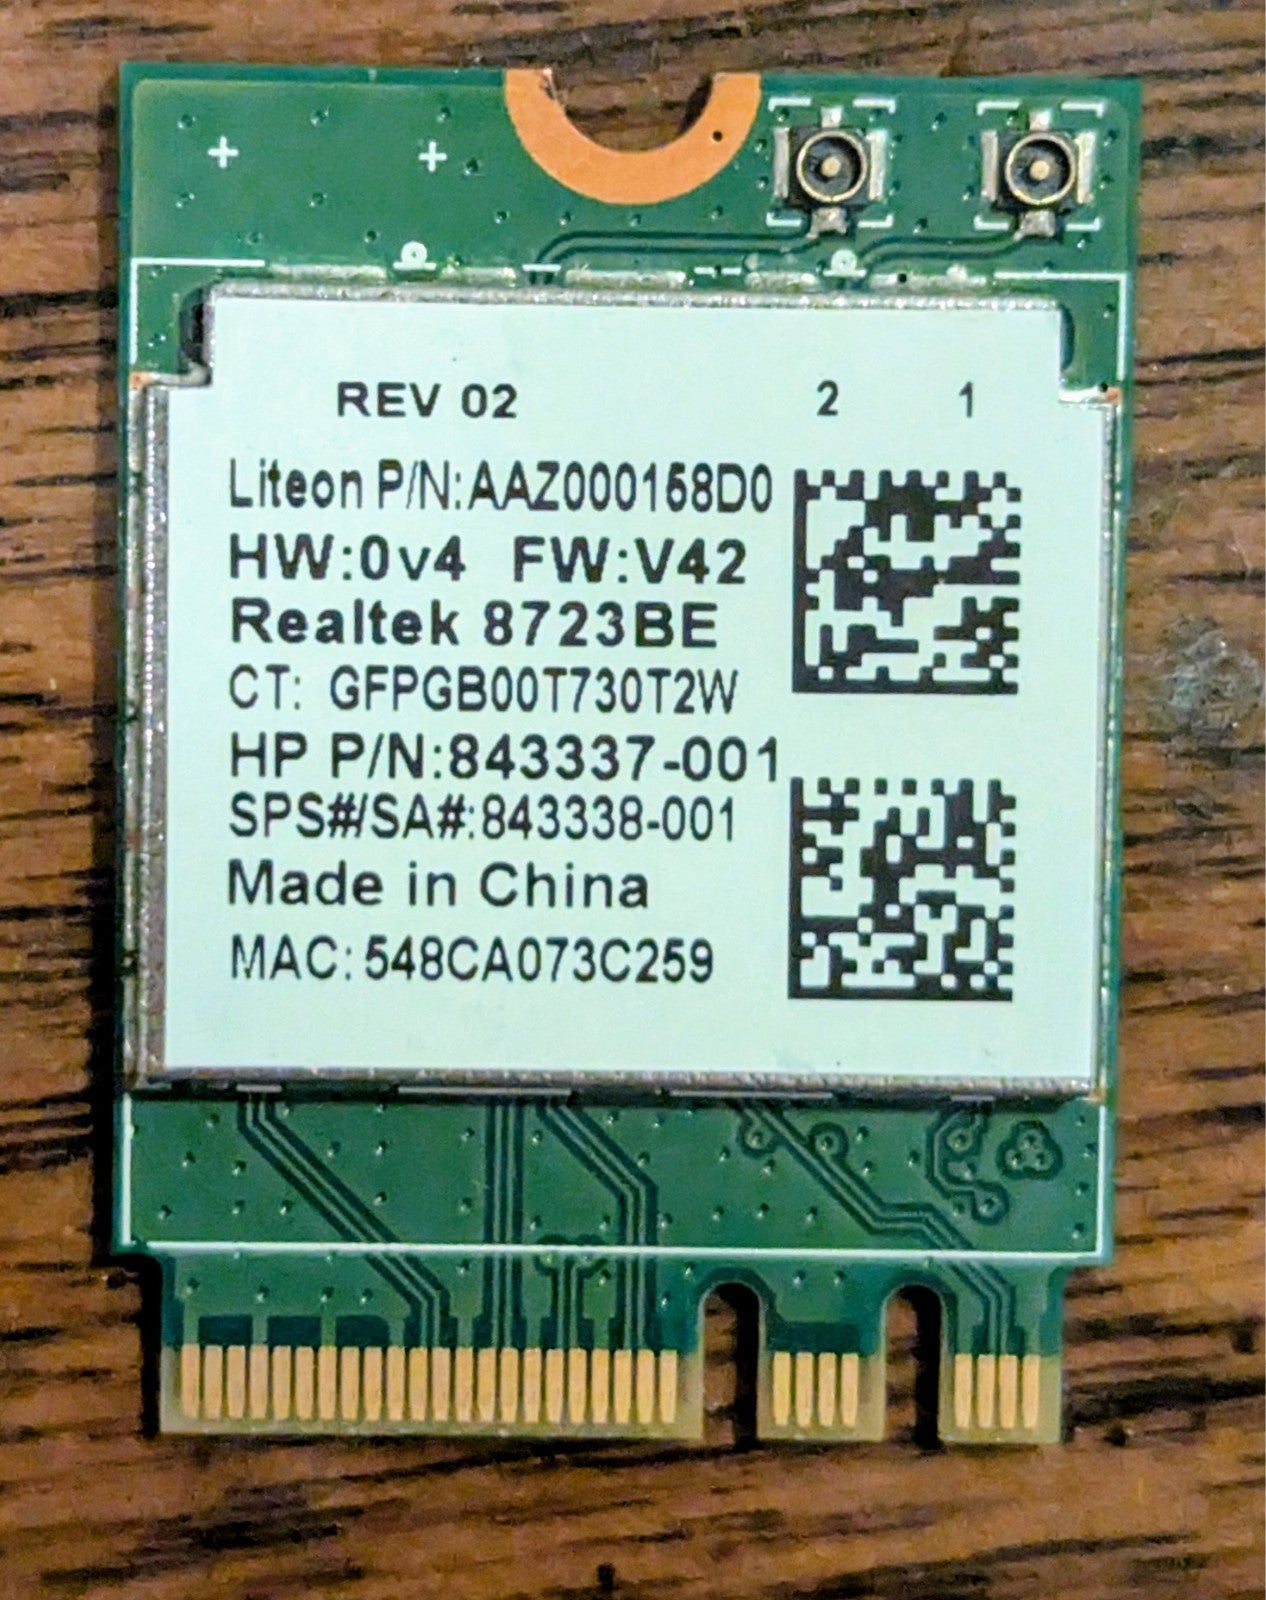 REV 02 2 1
Liteon P/N:AAZ000158D0
HW:0v4 FW:V42
Realtek 8723BE
CT: GFPGB00T730T2W
HP P/N:843337-001
SPS#/SA#:843338-001
Made in China
MAC:548CA073C259